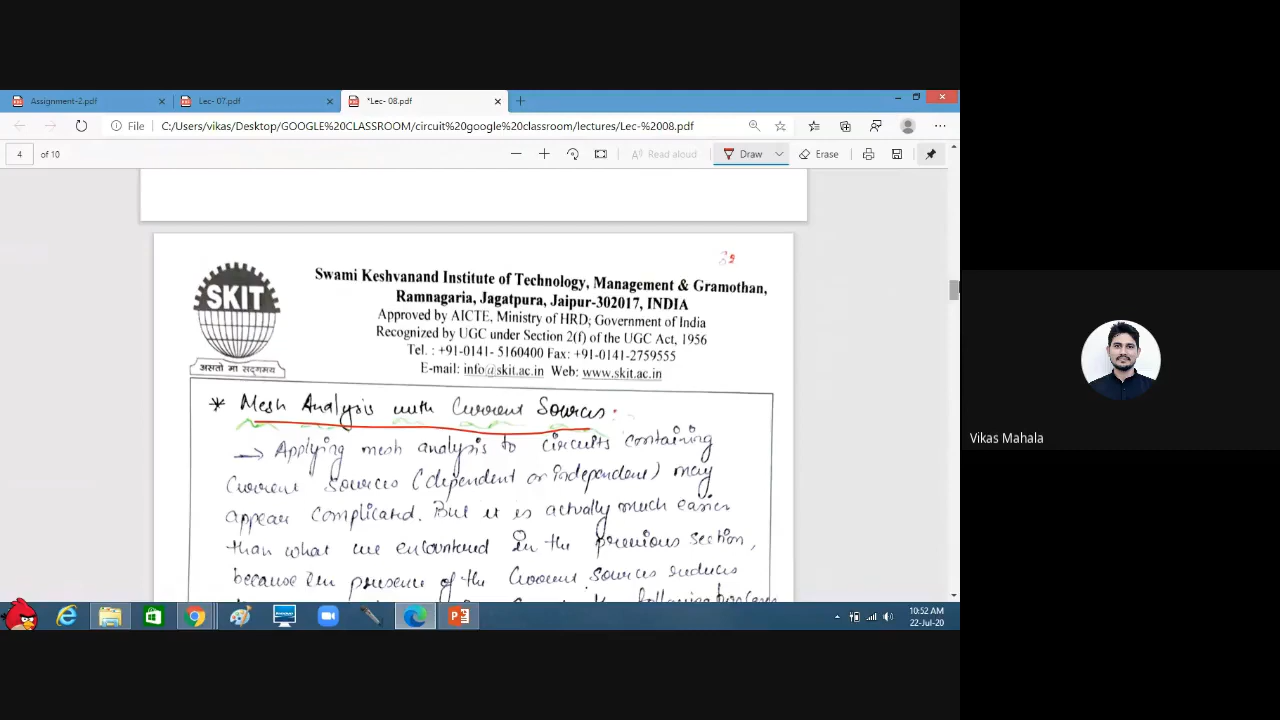 Assignment-2.pdf
Lec- 07.pdf
*Lec- 08.pdf
File C:/Users/vikas/Desktop/GOOGLE%20CLASSROOM/circuit%20google%20classroom/lectures/Lec-%2008.pdf
4 of 10
Read aloud
Draw
Erase
Swami Keshvanand Institute of Technology, Management & Gramothan,
Ramnagaria, Jagatpura, Jaipur-302017, INDIA
Approved by AICTE, Ministry of HRD; Government of India
Recognized by UGC under Section 2(f) of the UGC Act, 1956
Tel. : +91-0141- 5160400 Fax: +91-0141-2759555
E-mail: info@skit.ac.in Web: www.skit.ac.in
SKIT
असतो मा सद्गमय
* Mesh Analysis with Current Sources :
→ Applying mesh analysis to circuits containing
Current sources (dependent or independent) may
appear complicated. But it is actually much easier
than what we encountered in the previous section,
because the presence of the Current sources reduces
following
Vikas Mahala
10:52 AM
22-Jul-20